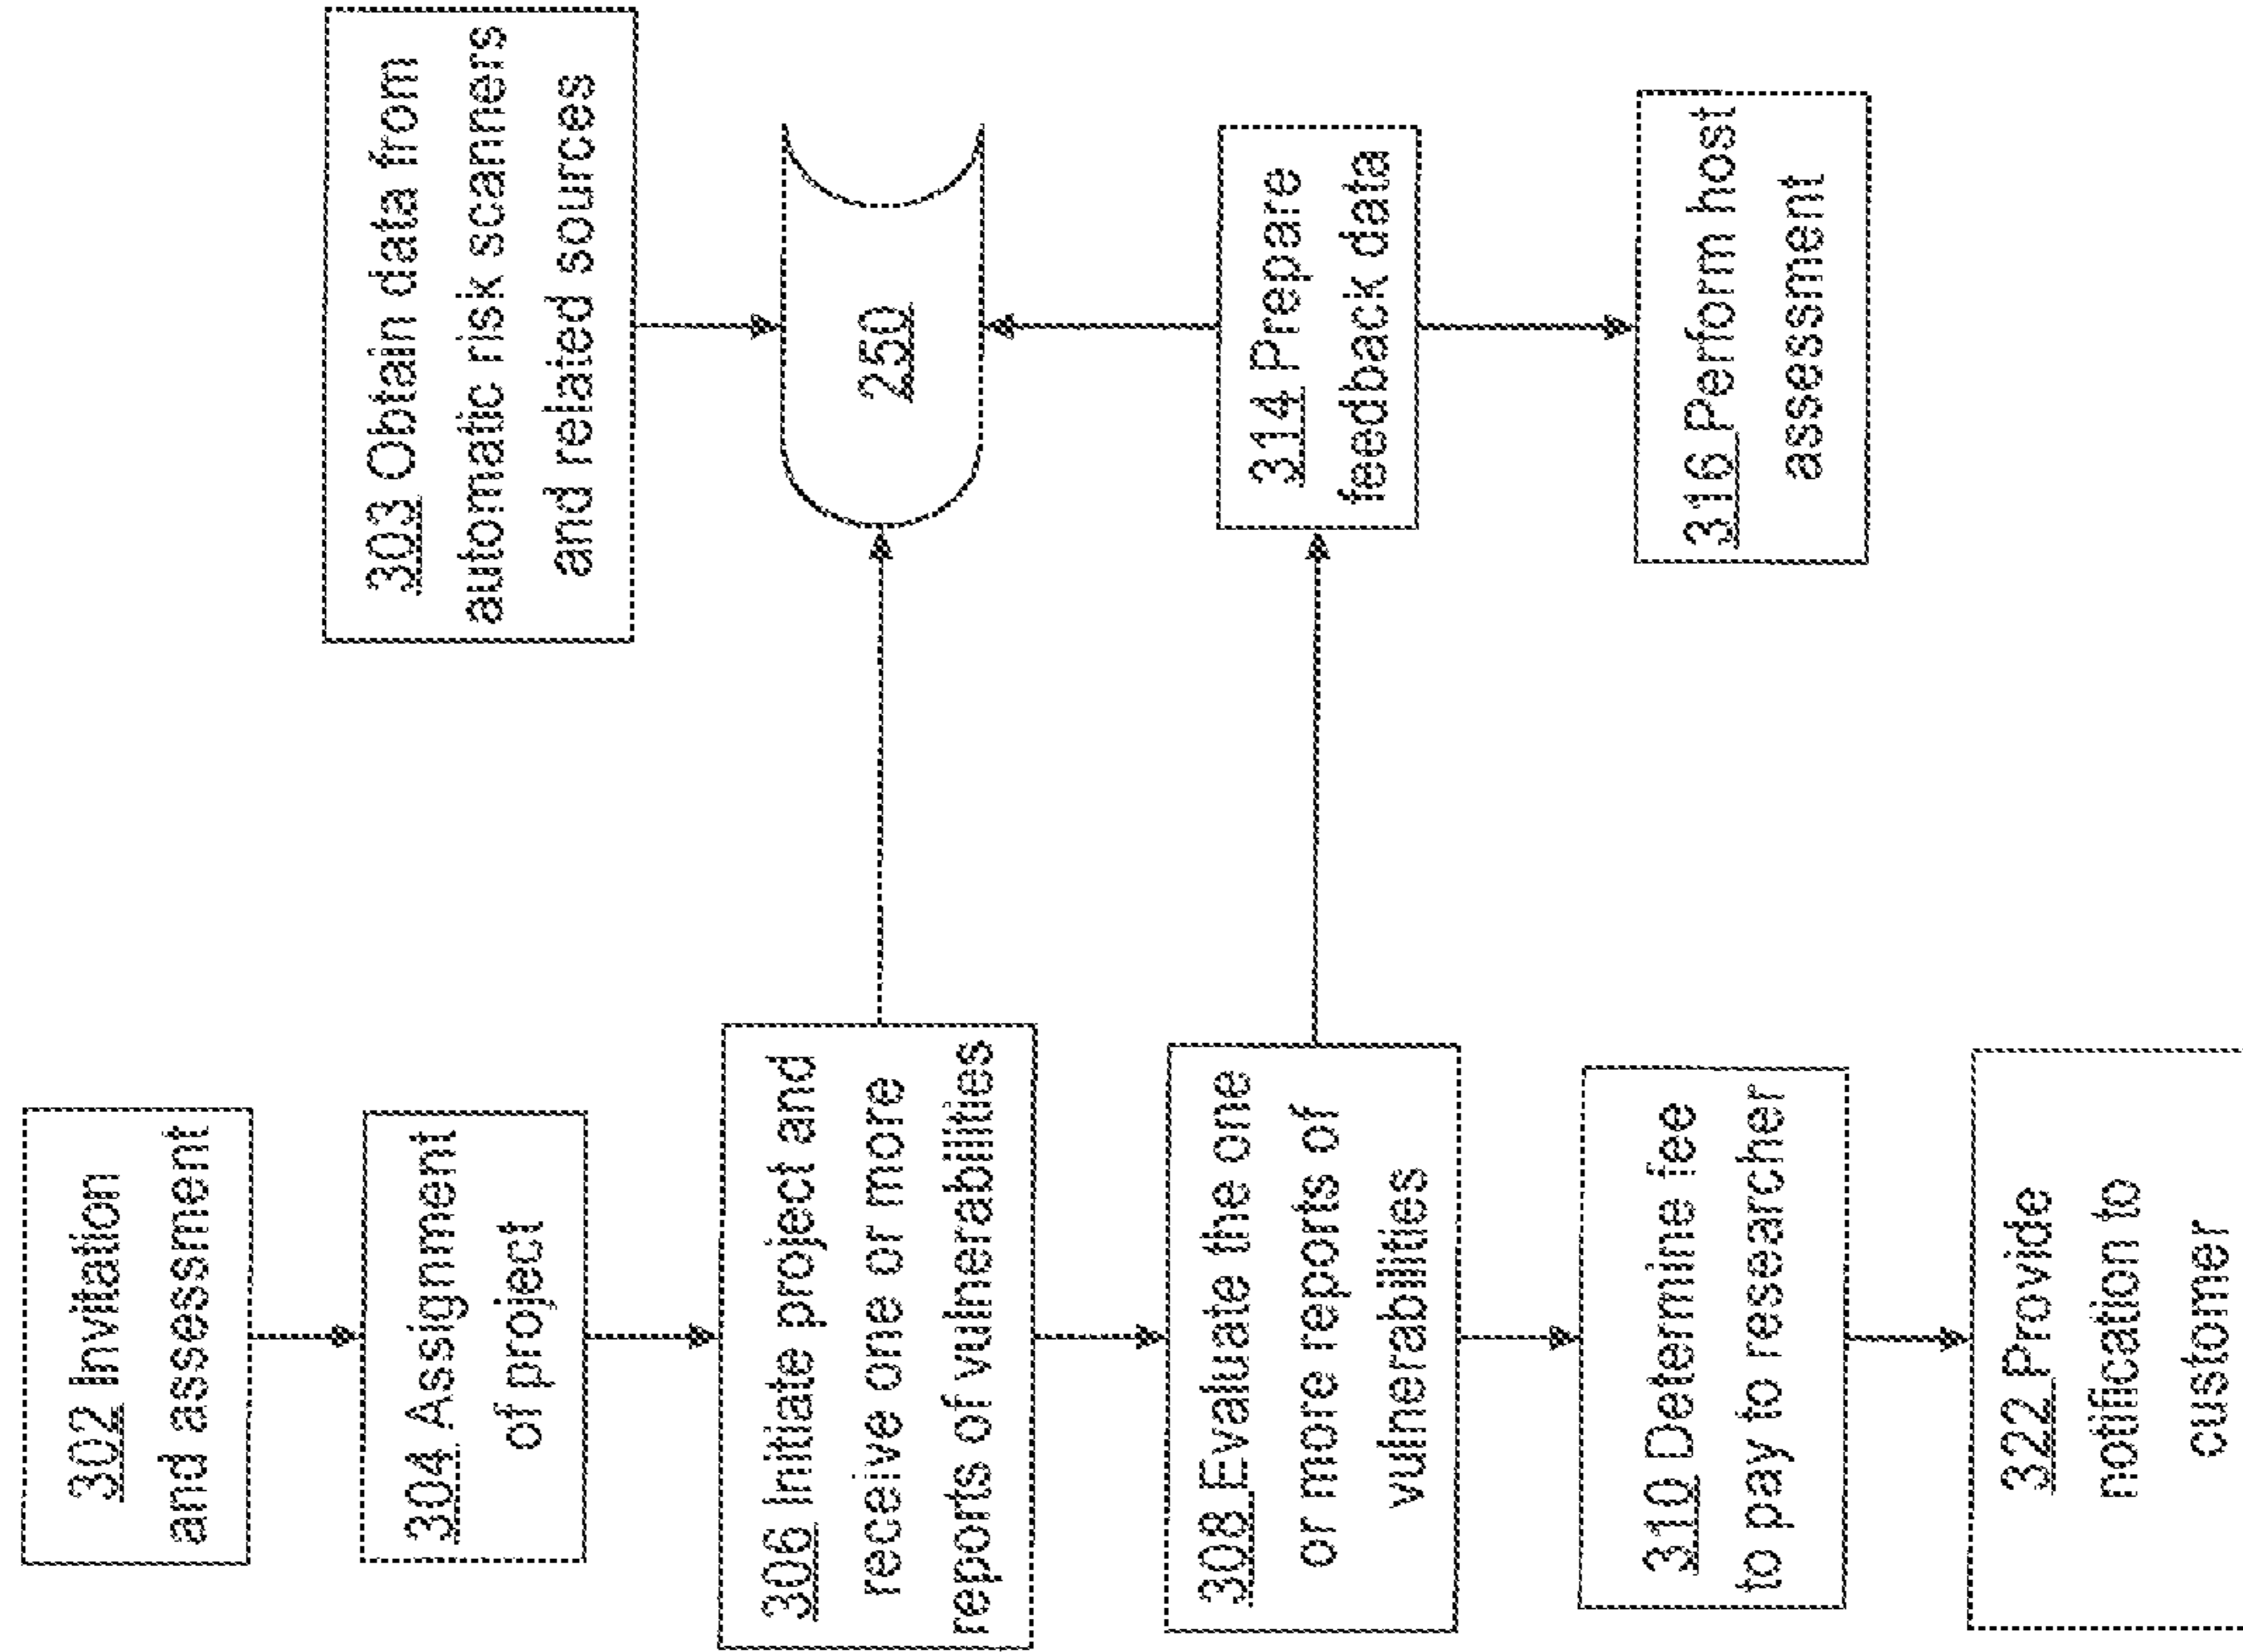 302 Invitation
and assessment
304 Assignment
of project
306 Initiate project and
receive one or more
reports of vulnerabilities
308 Evaluate the one
or more reports of
vulnerabilities
310 Determine fee
to pay to researcher
322 Provide
notification to
customer
303 Obtain data from
automatic risk scanners
and related sources
250
314 Prepare
feedback data
316 Perform host
assessment